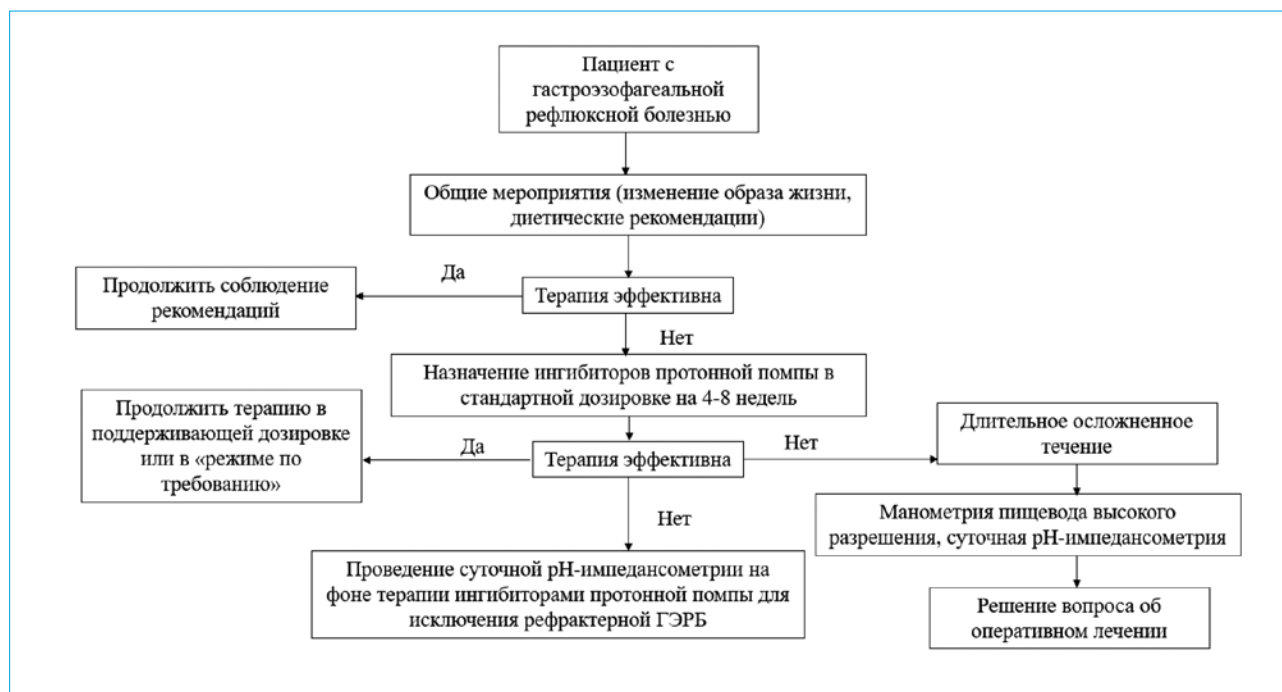 Пациент с
гастроэзофагеальной
рефлюксной болезнью
Общие мероприятия (изменение образа жизни,
диетические рекомендации)
Да
Продолжить соблюдение
рекомендаций
Терапия эффективна
Нет
Назначение ингибиторов протонной помпы в
стандартной дозировке на 4-8 недель
Продолжить терапию в
поддерживающей дозировке
или в «режиме по
требованию»
Да
Терапия эффективна
Нет
Длительное осложненное
течение
Нет
Манометрия пищевода высокого
разрешения, суточная рН-импедансометрия
Проведение суточной рН-импедансометрии на
фоне терапии ингибиторами протонной помпы для
исключения рефрактерной ГЭРБ
Решение вопроса об
оперативном лечении